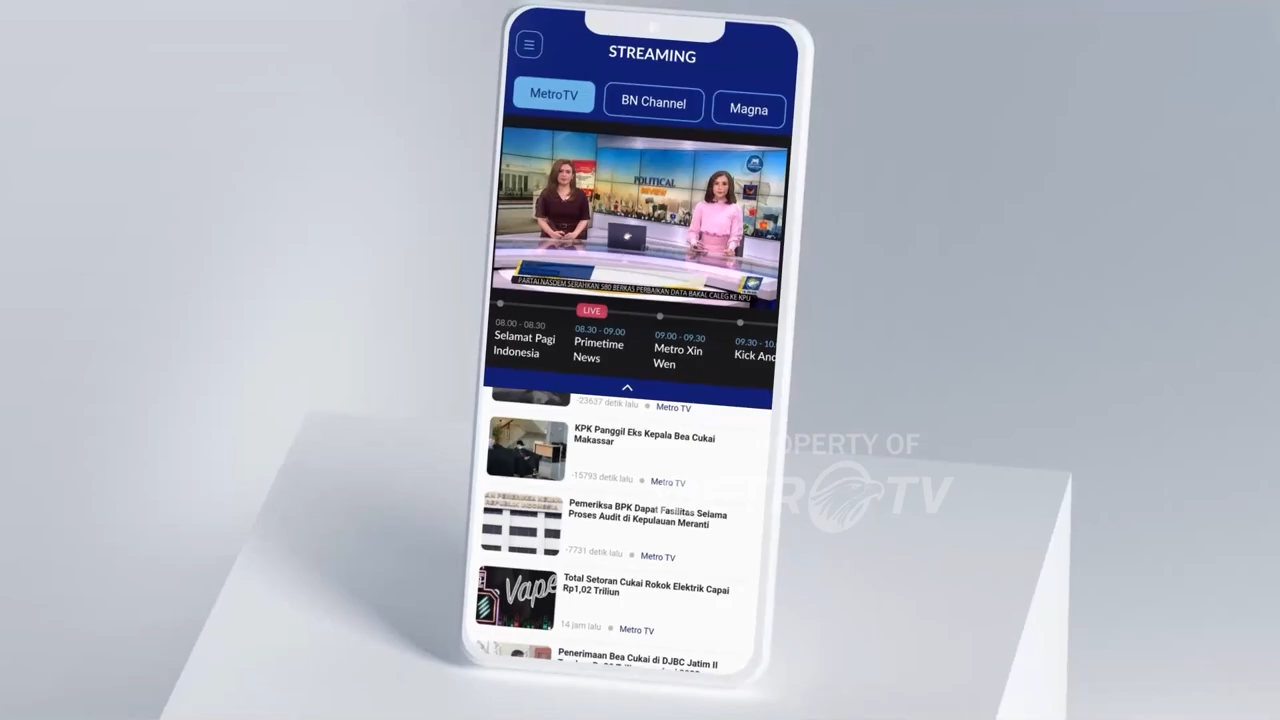 STREAMING
MetroTV
BN Channel
Magna
POLITICAL
REVIEW
PARTAI NASDEM SERAHKAN 580 BERKAS PERBAIKAN DATA BAKAL CALEG KE KPU
LIVE
08.00 - 08.30
Selamat Pagi
Indonesia
08.30 - 09.00
Primetime
News
09.00 - 09.30
Metro Xin
Wen
09.30 - 10.
Kick And
-23637 detik lalu
Metro TV
KPK Panggil Eks Kepala Bea Cukai
Makassar
-15793 detik lalu
Metro TV
Pemeriksa BPK Dapat Fasilitas Selama
Proses Audit di Kepulauan Meranti
-7731 detik lalu
Metro TV
Vape
Total Setoran Cukai Rokok Elektrik Capai
Rp1,02 Triliun
14 jam lalu
Metro TV
Penerimaan Bea Cukai di DJBC Jatim II
PROPERTY OF
METRO TV